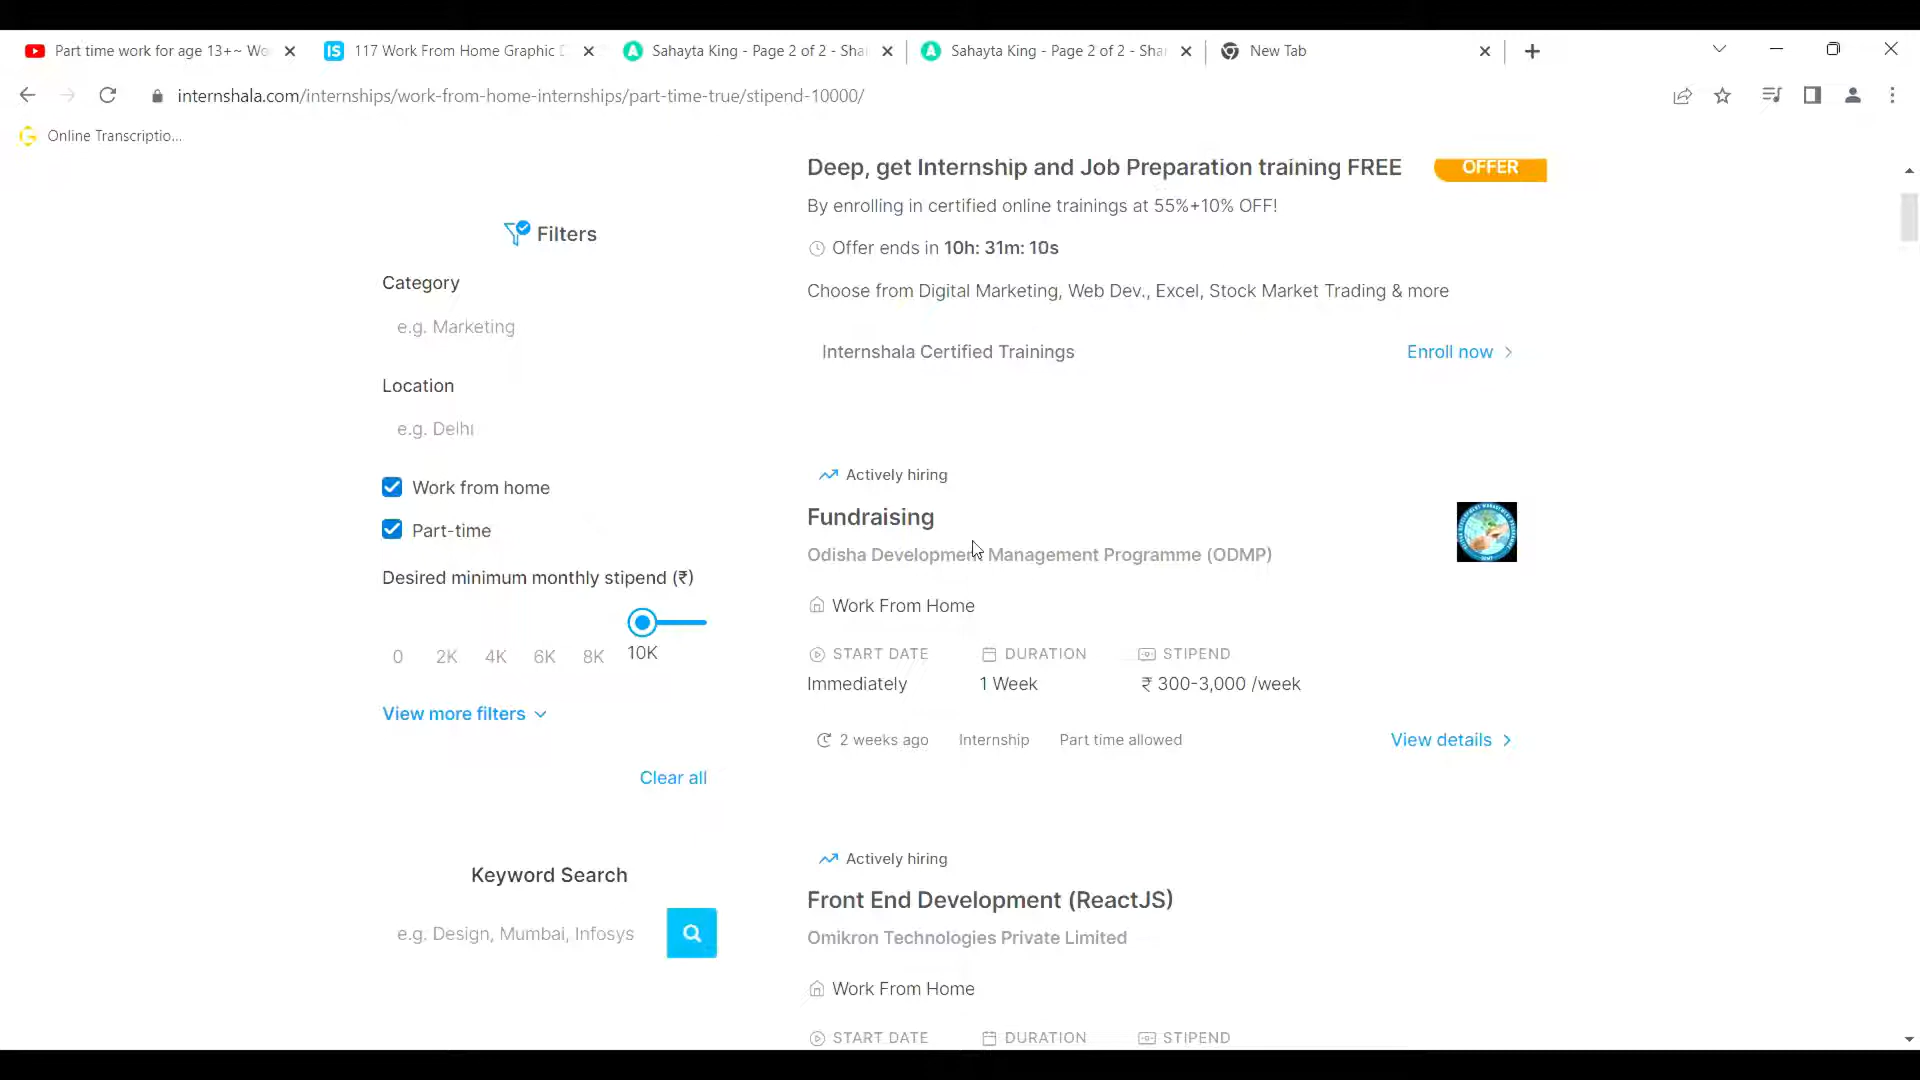 Part time work for age 13+~ Wo
117 Work From Home Graphic D
Sahayta King - Page 2 of 2 - Shar
Sahayta King - Page 2 of 2 - Shar
New Tab
internshala.com/internships/work-from-home-internships/part-time-true/stipend-10000/
Online Transcriptio...
Deep, get Internship and Job Preparation training FREE
OFFER
By enrolling in certified online trainings at 55%+10% OFF!
Offer ends in 10h: 31m: 10s
Choose from Digital Marketing, Web Dev., Excel, Stock Market Trading & more
Internshala Certified Trainings
Enroll now
Filters
Category
e.g. Marketing
Location
e.g. Delhi
Work from home
Part-time
Desired minimum monthly stipend (₹)
0 2K 4K 6K 8K 10K
View more filters
Clear all
Keyword Search
e.g. Design, Mumbai, Infosys
Actively hiring
Fundraising
Odisha Development Management Programme (ODMP)
Work From Home
START DATE DURATION STIPEND
Immediately 1 Week ₹ 300-3,000 /week
2 weeks ago Internship Part time allowed
View details
Actively hiring
Front End Development (ReactJS)
Omikron Technologies Private Limited
Work From Home
START DATE DURATION STIPEND